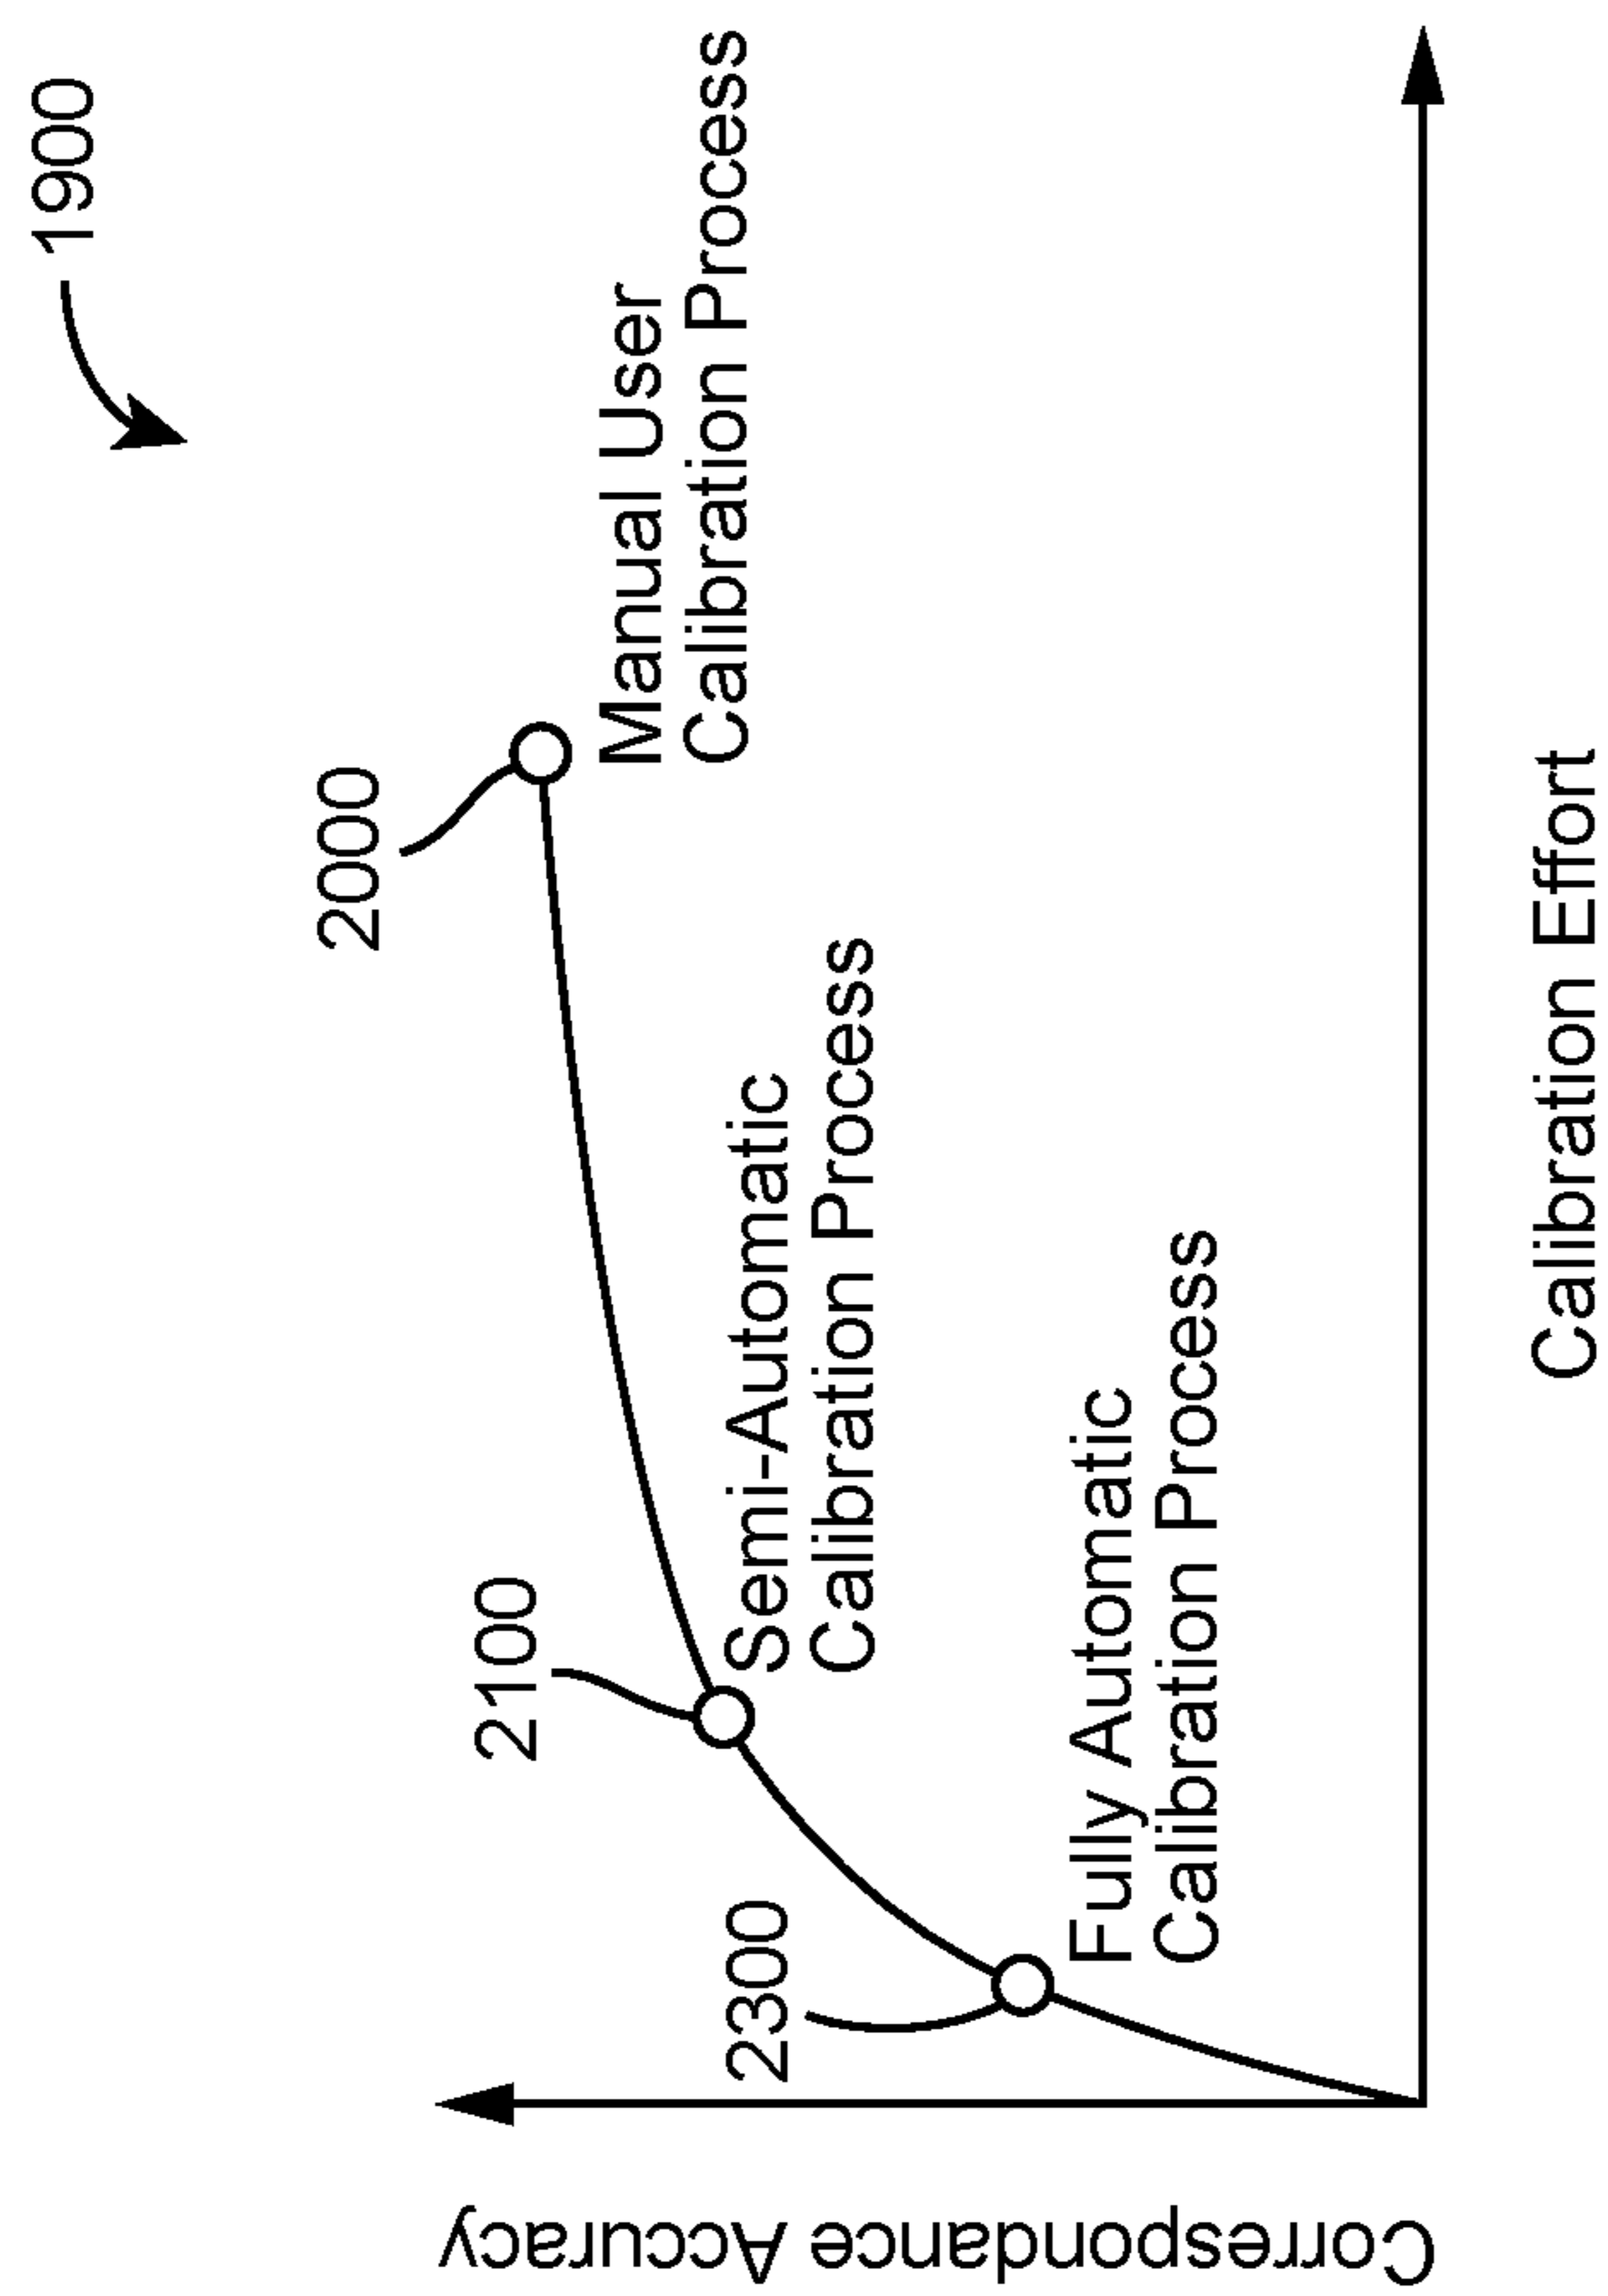 1900
2000
Manual User
Calibration Process
2100
Semi-Automatic
Calibration Process
2300
Fully Automatic
Calibration Process
Correspondance Accuracy
Calibration Effort